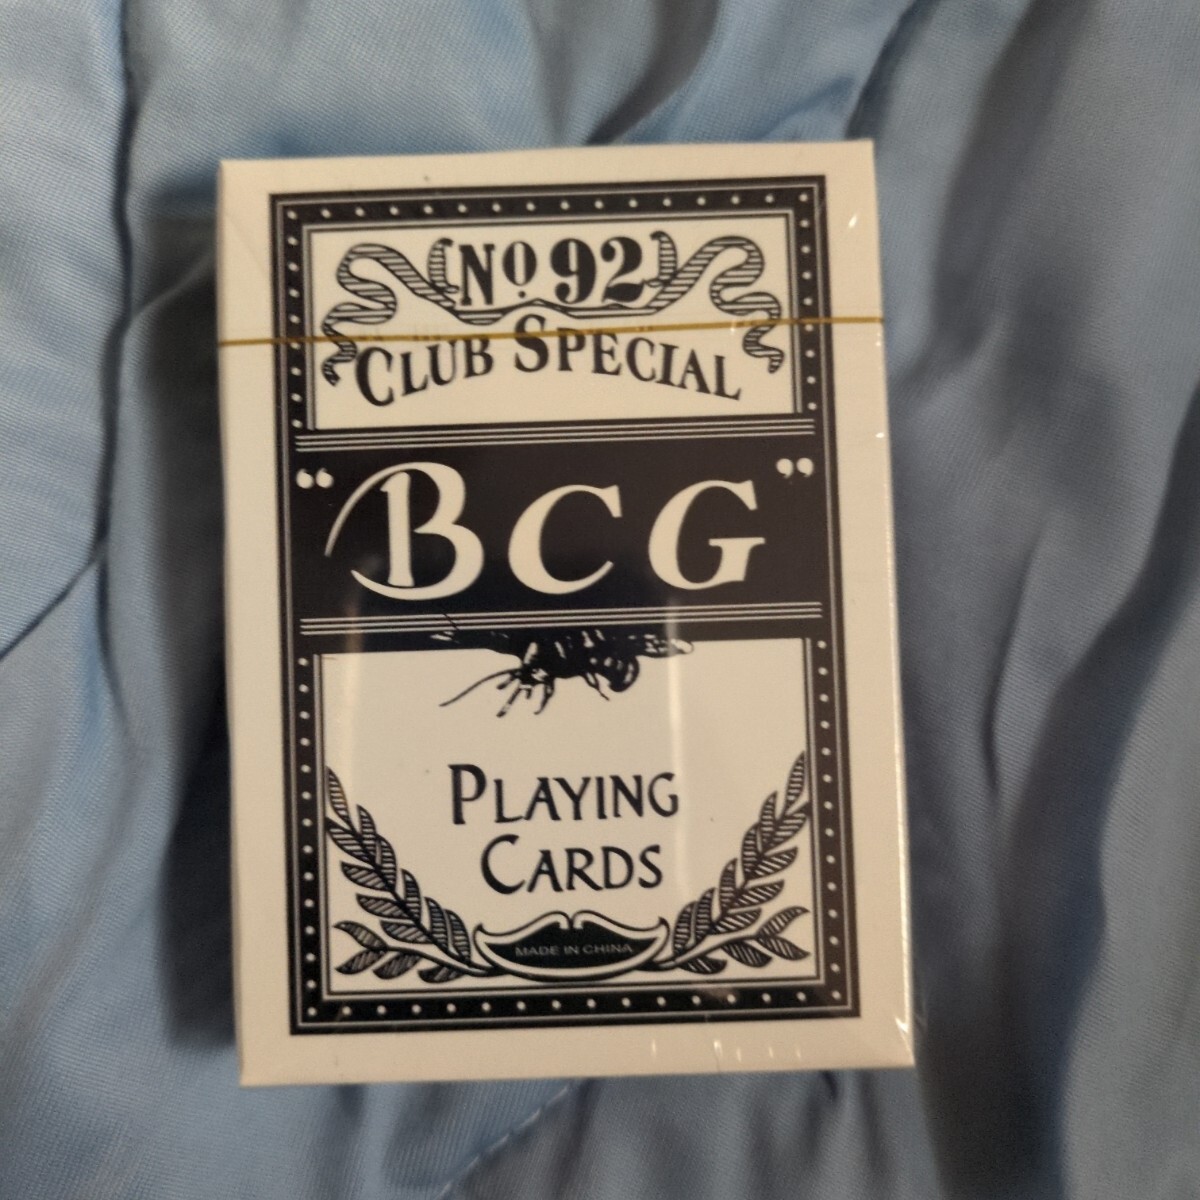 No 92
CLUB SPECIAL
“BCG”
PLAYING
CARDS
MADE IN CHINA